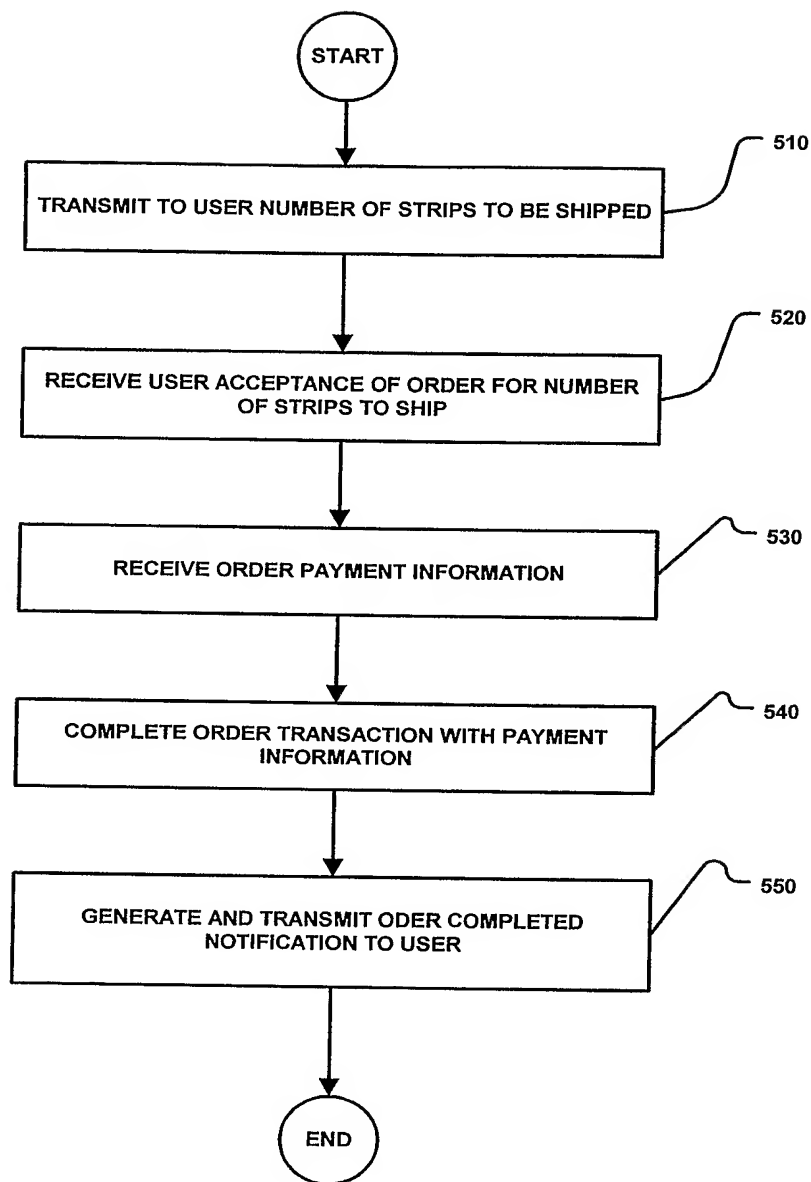 START
510
TRANSMIT TO USER NUMBER OF STRIPS TO BE SHIPPED
520
RECEIVE USER ACCEPTANCE OF ORDER FOR NUMBER
OF STRIPS TO SHIP
530
RECEIVE ORDER PAYMENT INFORMATION
540
COMPLETE ORDER TRANSACTION WITH PAYMENT
INFORMATION
550
GENERATE AND TRANSMIT ODER COMPLETED
NOTIFICATION TO USER
END